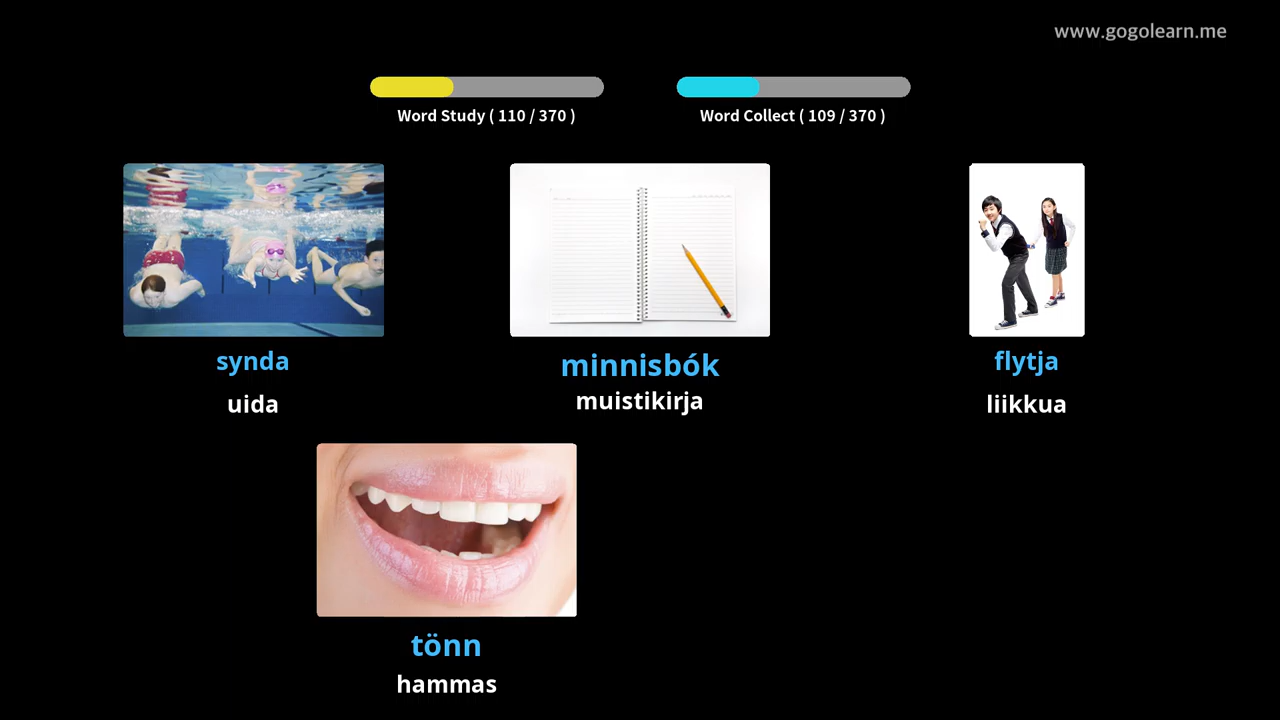 www.gogolearn.me
Word Study ( 110 / 370 )
Word Collect ( 109 / 370 )
synda
uida
minnisbók
muistikirja
flytja
liikkua
tönn
hammas